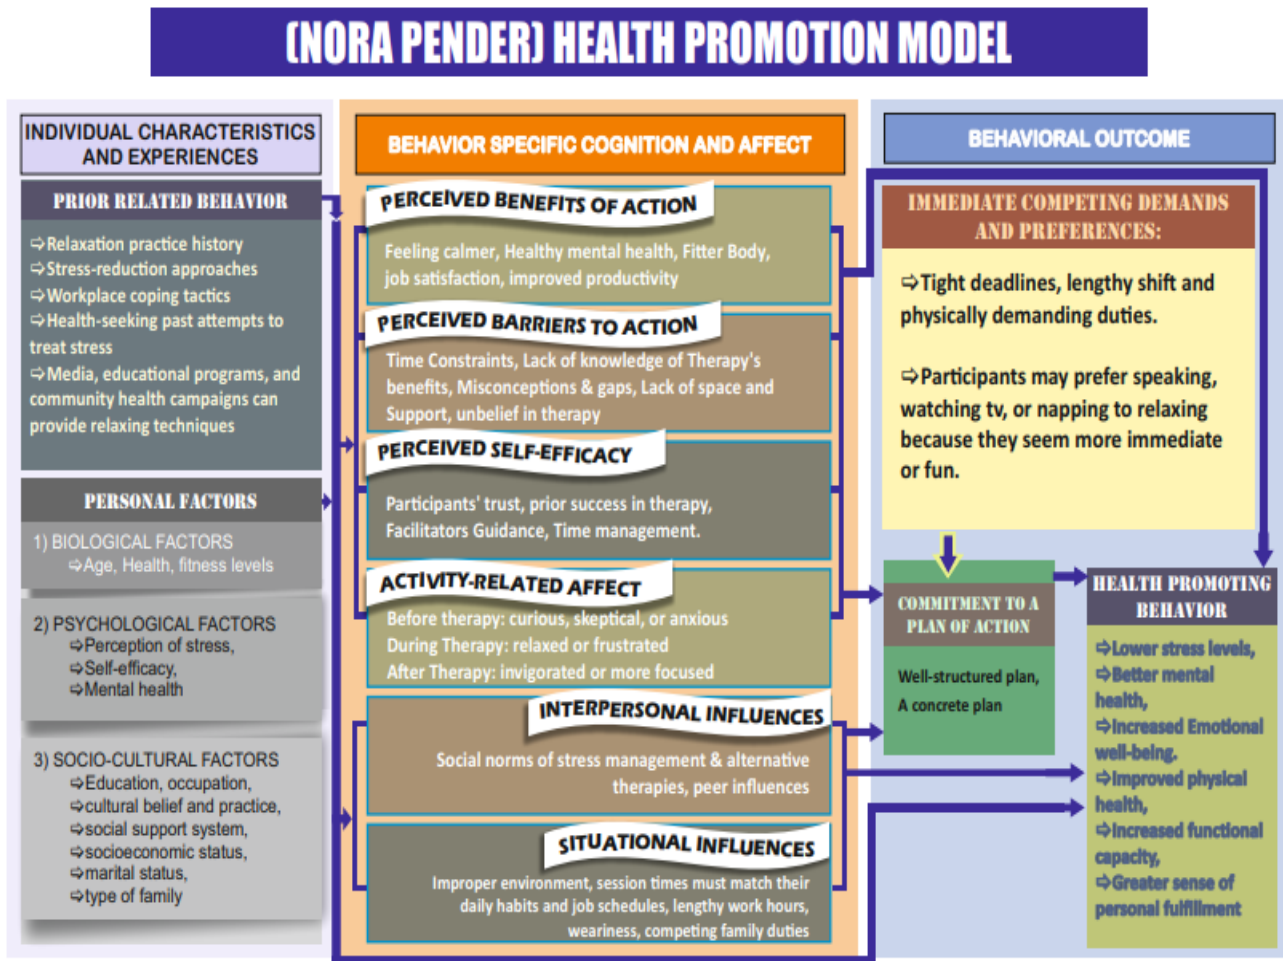 (NORA PENDER) HEALTH PROMOTION MODEL
INDIVIDUAL CHARACTERISTICS
AND EXPERIENCES
PRIOR RELATED BEHAVIOR
⇨Relaxation practice history
⇨Stress-reduction approaches
⇨Workplace coping tactics
⇨Health-seeking past attempts to
treat stress
⇨Media, educational programs, and
community health campaigns can
provide relaxing techniques
PERSONAL FACTORS
1) BIOLOGICAL FACTORS
⇨Age, Health, fitness levels
2) PSYCHOLOGICAL FACTORS
⇨Perception of stress,
⇨Self-efficacy,
⇨Mental health
3) SOCIO-CULTURAL FACTORS
⇨Education, occupation,
⇨cultural belief and practice,
⇨social support system,
⇨socioeconomic status,
⇨marital status,
⇨type of family
BEHAVIOR SPECIFIC COGNITION AND AFFECT
PERCEIVED BENEFITS OF ACTION
Feeling calmer, Healthy mental health, Fitter Body,
job satisfaction, improved productivity
PERCEIVED BARRIERS TO ACTION
Time Constraints, Lack of knowledge of Therapy's
benefits, Misconceptions & gaps, Lack of space and
Support, unbelief in therapy
PERCEIVED SELF-EFFICACY
Participants' trust, prior success in therapy,
Facilitators Guidance, Time management.
ACTIVITY-RELATED AFFECT
Before therapy: curious, skeptical, or anxious
During Therapy: relaxed or frustrated
After Therapy: invigorated or more focused
INTERPERSONAL INFLUENCES
Social norms of stress management & alternative
therapies, peer influences
SITUATIONAL INFLUENCES
Improper environment, session times must match their
daily habits and job schedules, lengthy work hours,
weariness, competing family duties
BEHAVIORAL OUTCOME
IMMEDIATE COMPETING DEMANDS
AND PREFERENCES:
⇨Tight deadlines, lengthy shift and
physically demanding duties.
⇨Participants may prefer speaking,
watching tv, or napping to relaxing
because they seem more immediate
or fun.
COMMITMENT TO A
PLAN OF ACTION
Well-structured plan,
A concrete plan
HEALTH PROMOTING
BEHAVIOR
⇨Lower stress levels,
⇨Better mental
health,
⇨Increased Emotional
well-being.
⇨Improved physical
health,
⇨Increased functional
capacity,
⇨Greater sense of
personal fulfillment